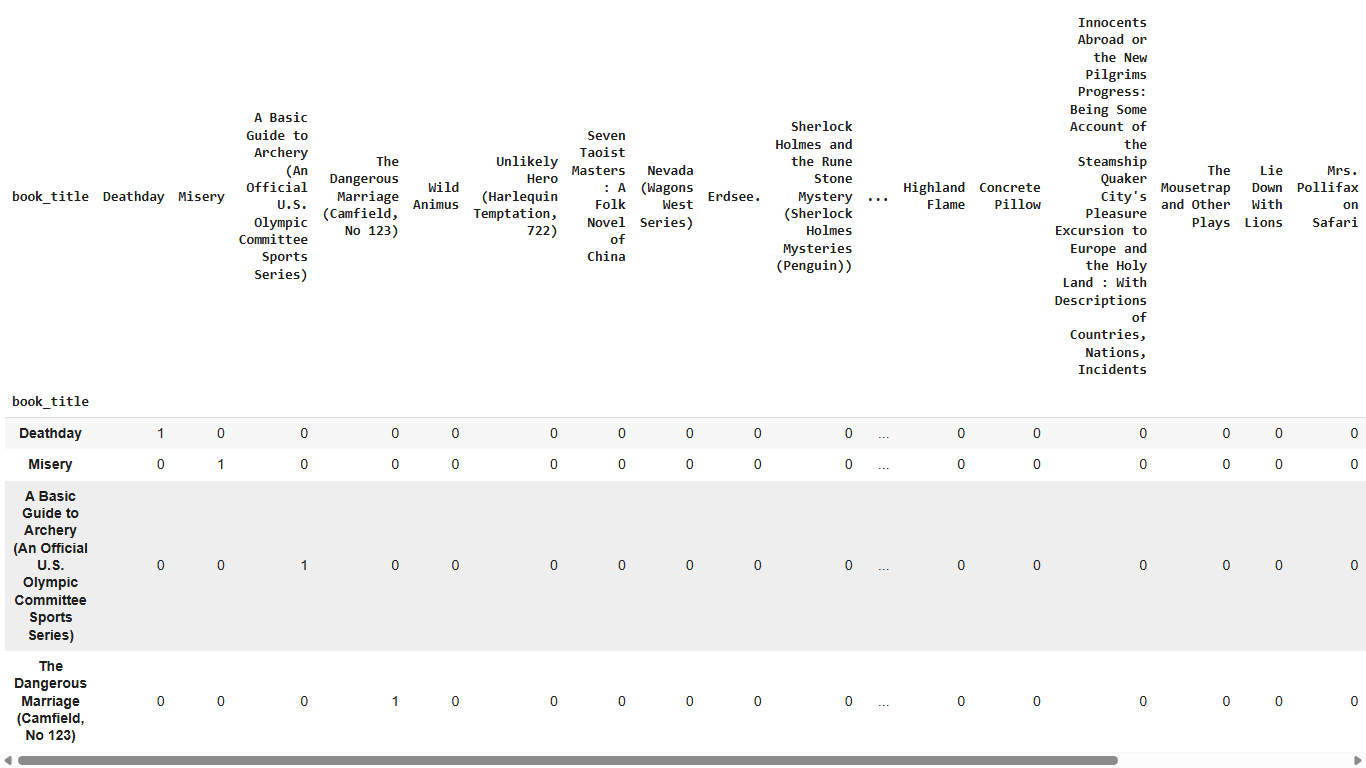 book_title Deathday Misery A Basic Guide to Archery (An Official U.S. Olympic Committee Sports Series) The Dangerous Marriage (Camfield, No 123) Wild Animus Unlikely Hero (Harlequin Temptation, 722) Seven Taoist Masters : A Folk Novel of China Nevada (Wagons West Series) Erdsee. Sherlock Holmes and the Rune Stone Mystery (Sherlock Holmes Mysteries (Penguin)) ... Highland Flame Concrete Pillow Innocents Abroad or the New Pilgrims Progress: Being Some Account of the Steamship Quaker City's Pleasure Excursion to Europe and the Holy Land : With Descriptions of Countries, Nations, Incidents The Mousetrap and Other Plays Lie Down With Lions Mrs. Pollifax on Safari
book_title
Deathday 1 0 0 0 0 0 0 0 0 0 ... 0 0 0 0 0 0
Misery 0 1 0 0 0 0 0 0 0 0 ... 0 0 0 0 0 0
A Basic Guide to Archery (An Official U.S. Olympic Committee Sports Series) 0 0 1 0 0 0 0 0 0 0 ... 0 0 0 0 0 0
The Dangerous Marriage (Camfield, No 123) 0 0 0 1 0 0 0 0 0 0 ... 0 0 0 0 0 0